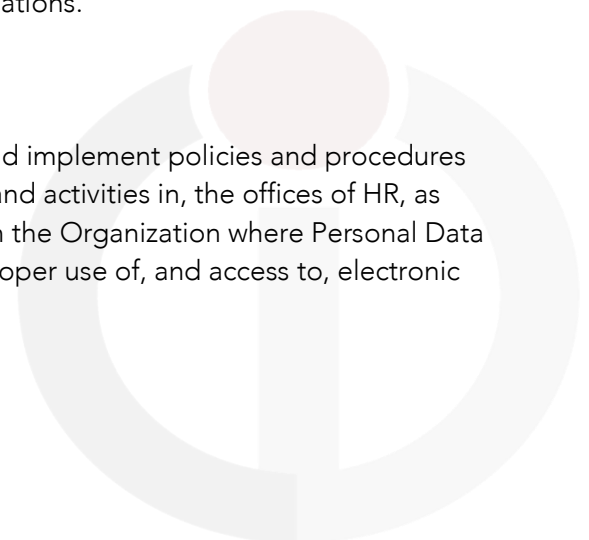 ations.
d implement policies and procedures
and activities in, the offices of HR, as
n the Organization where Personal Data
oper use of, and access to, electronic